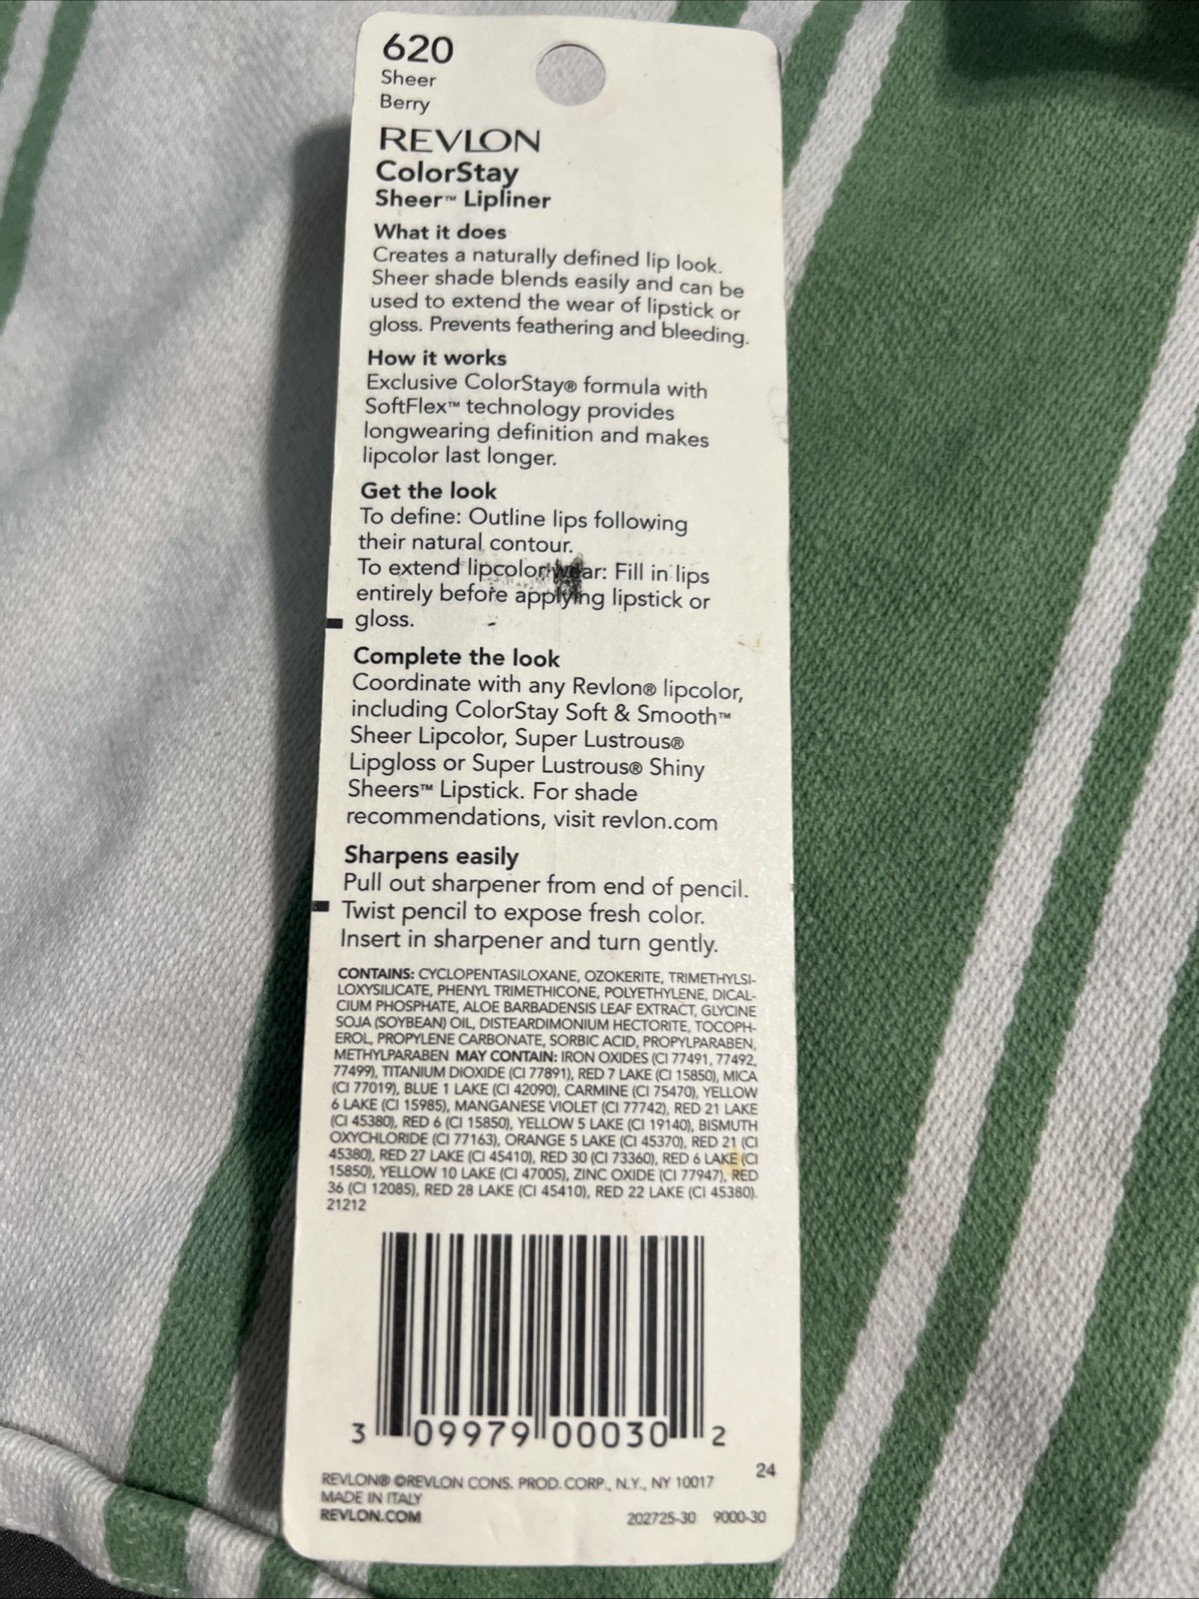 620
Sheer
Berry
REVLON
ColorStay
Sheer™ Lipliner
What it does
Creates a naturally defined lip look.
Sheer shade blends easily and can be
used to extend the wear of lipstick or
gloss. Prevents feathering and bleeding.
How it works
Exclusive ColorStay® formula with
SoftFlex™ technology provides
longwearing definition and makes
lipcolor last longer.
Get the look
To define: Outline lips following
their natural contour.
To extend lipcolor wear: Fill in lips
entirely before applying lipstick or
gloss.
Complete the look
Coordinate with any Revlon® lipcolor,
including ColorStay Soft & Smooth™
Sheer Lipcolor, Super Lustrous®
Lipgloss or Super Lustrous® Shiny
Sheers™ Lipstick. For shade
recommendations, visit revlon.com
Sharpens easily
Pull out sharpener from end of pencil.
Twist pencil to expose fresh color.
Insert in sharpener and turn gently.
CONTAINS: CYCLOPENTASILOXANE, OZOKERITE, TRIMETHYLSI-
LOXYSILICATE, PHENYL TRIMETHICONE, POLYETHYLENE, DICAL-
CIUM PHOSPHATE, ALOE BARBADENSIS LEAF EXTRACT, GLYCINE
SOJA (SOYBEAN) OIL, DISTEARDIMONIUM HECTORITE, TOCOPH-
EROL, PROPYLENE CARBONATE, SORBIC ACID, PROPYLPARABEN,
METHYLPARABEN MAY CONTAIN: IRON OXIDES (CI 77491, 77492,
77499), TITANIUM DIOXIDE (CI 77891), RED 7 LAKE (CI 15850), MICA
(CI 77019), BLUE 1 LAKE (CI 42090), CARMINE (CI 75470), YELLOW
6 LAKE (CI 15985), MANGANESE VIOLET (CI 77742), RED 21 LAKE
(CI 45380), RED 6 (CI 15850), YELLOW 5 LAKE (CI 19140), BISMUTH
OXYCHLORIDE (CI 77163), ORANGE 5 LAKE (CI 45370), RED 21 (CI
45380), RED 27 LAKE (CI 45410), RED 30 (CI 73360), RED 6 LAKE (CI
15850), YELLOW 10 LAKE (CI 47005), ZINC OXIDE (CI 77947), RED
36 (CI 12085), RED 28 LAKE (CI 45410), RED 22 LAKE (CI 45380).
21212
3 09979 00030 2
24
REVLON® ©REVLON CONS. PROD. CORP., N.Y., NY 10017
MADE IN ITALY
REVLON.COM 202725-30 9000-30